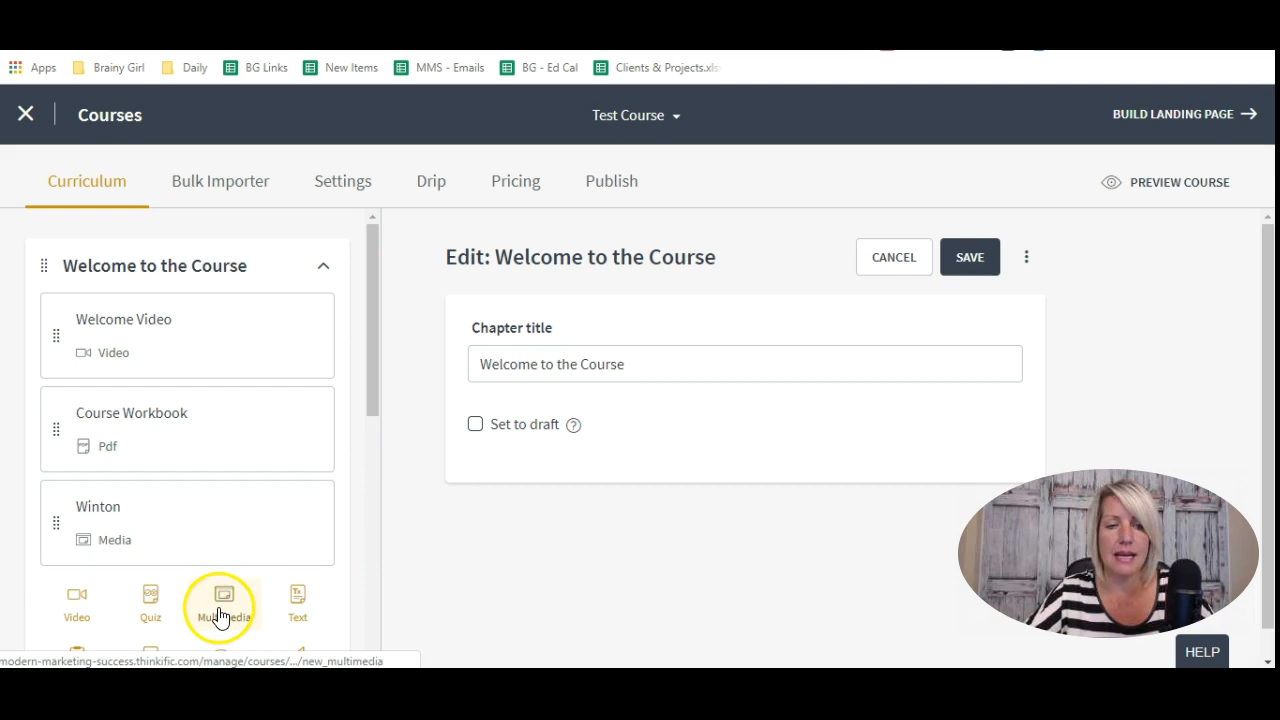 Apps Brainy Girl Daily BG Links New Items MMS - Emails BG - Ed Cal Clients & Projects.xls
Courses Test Course BUILD LANDING PAGE
Curriculum Bulk Importer Settings Drip Pricing Publish PREVIEW COURSE
Welcome to the Course
Welcome Video
Video
Course Workbook
Pdf
Winton
Media
Video Quiz Multimedia Text
modern-marketing-success.thinkific.com/manage/courses/.../new_multimedia
Edit: Welcome to the Course CANCEL SAVE
Chapter title
Welcome to the Course
Set to draft ?
HELP